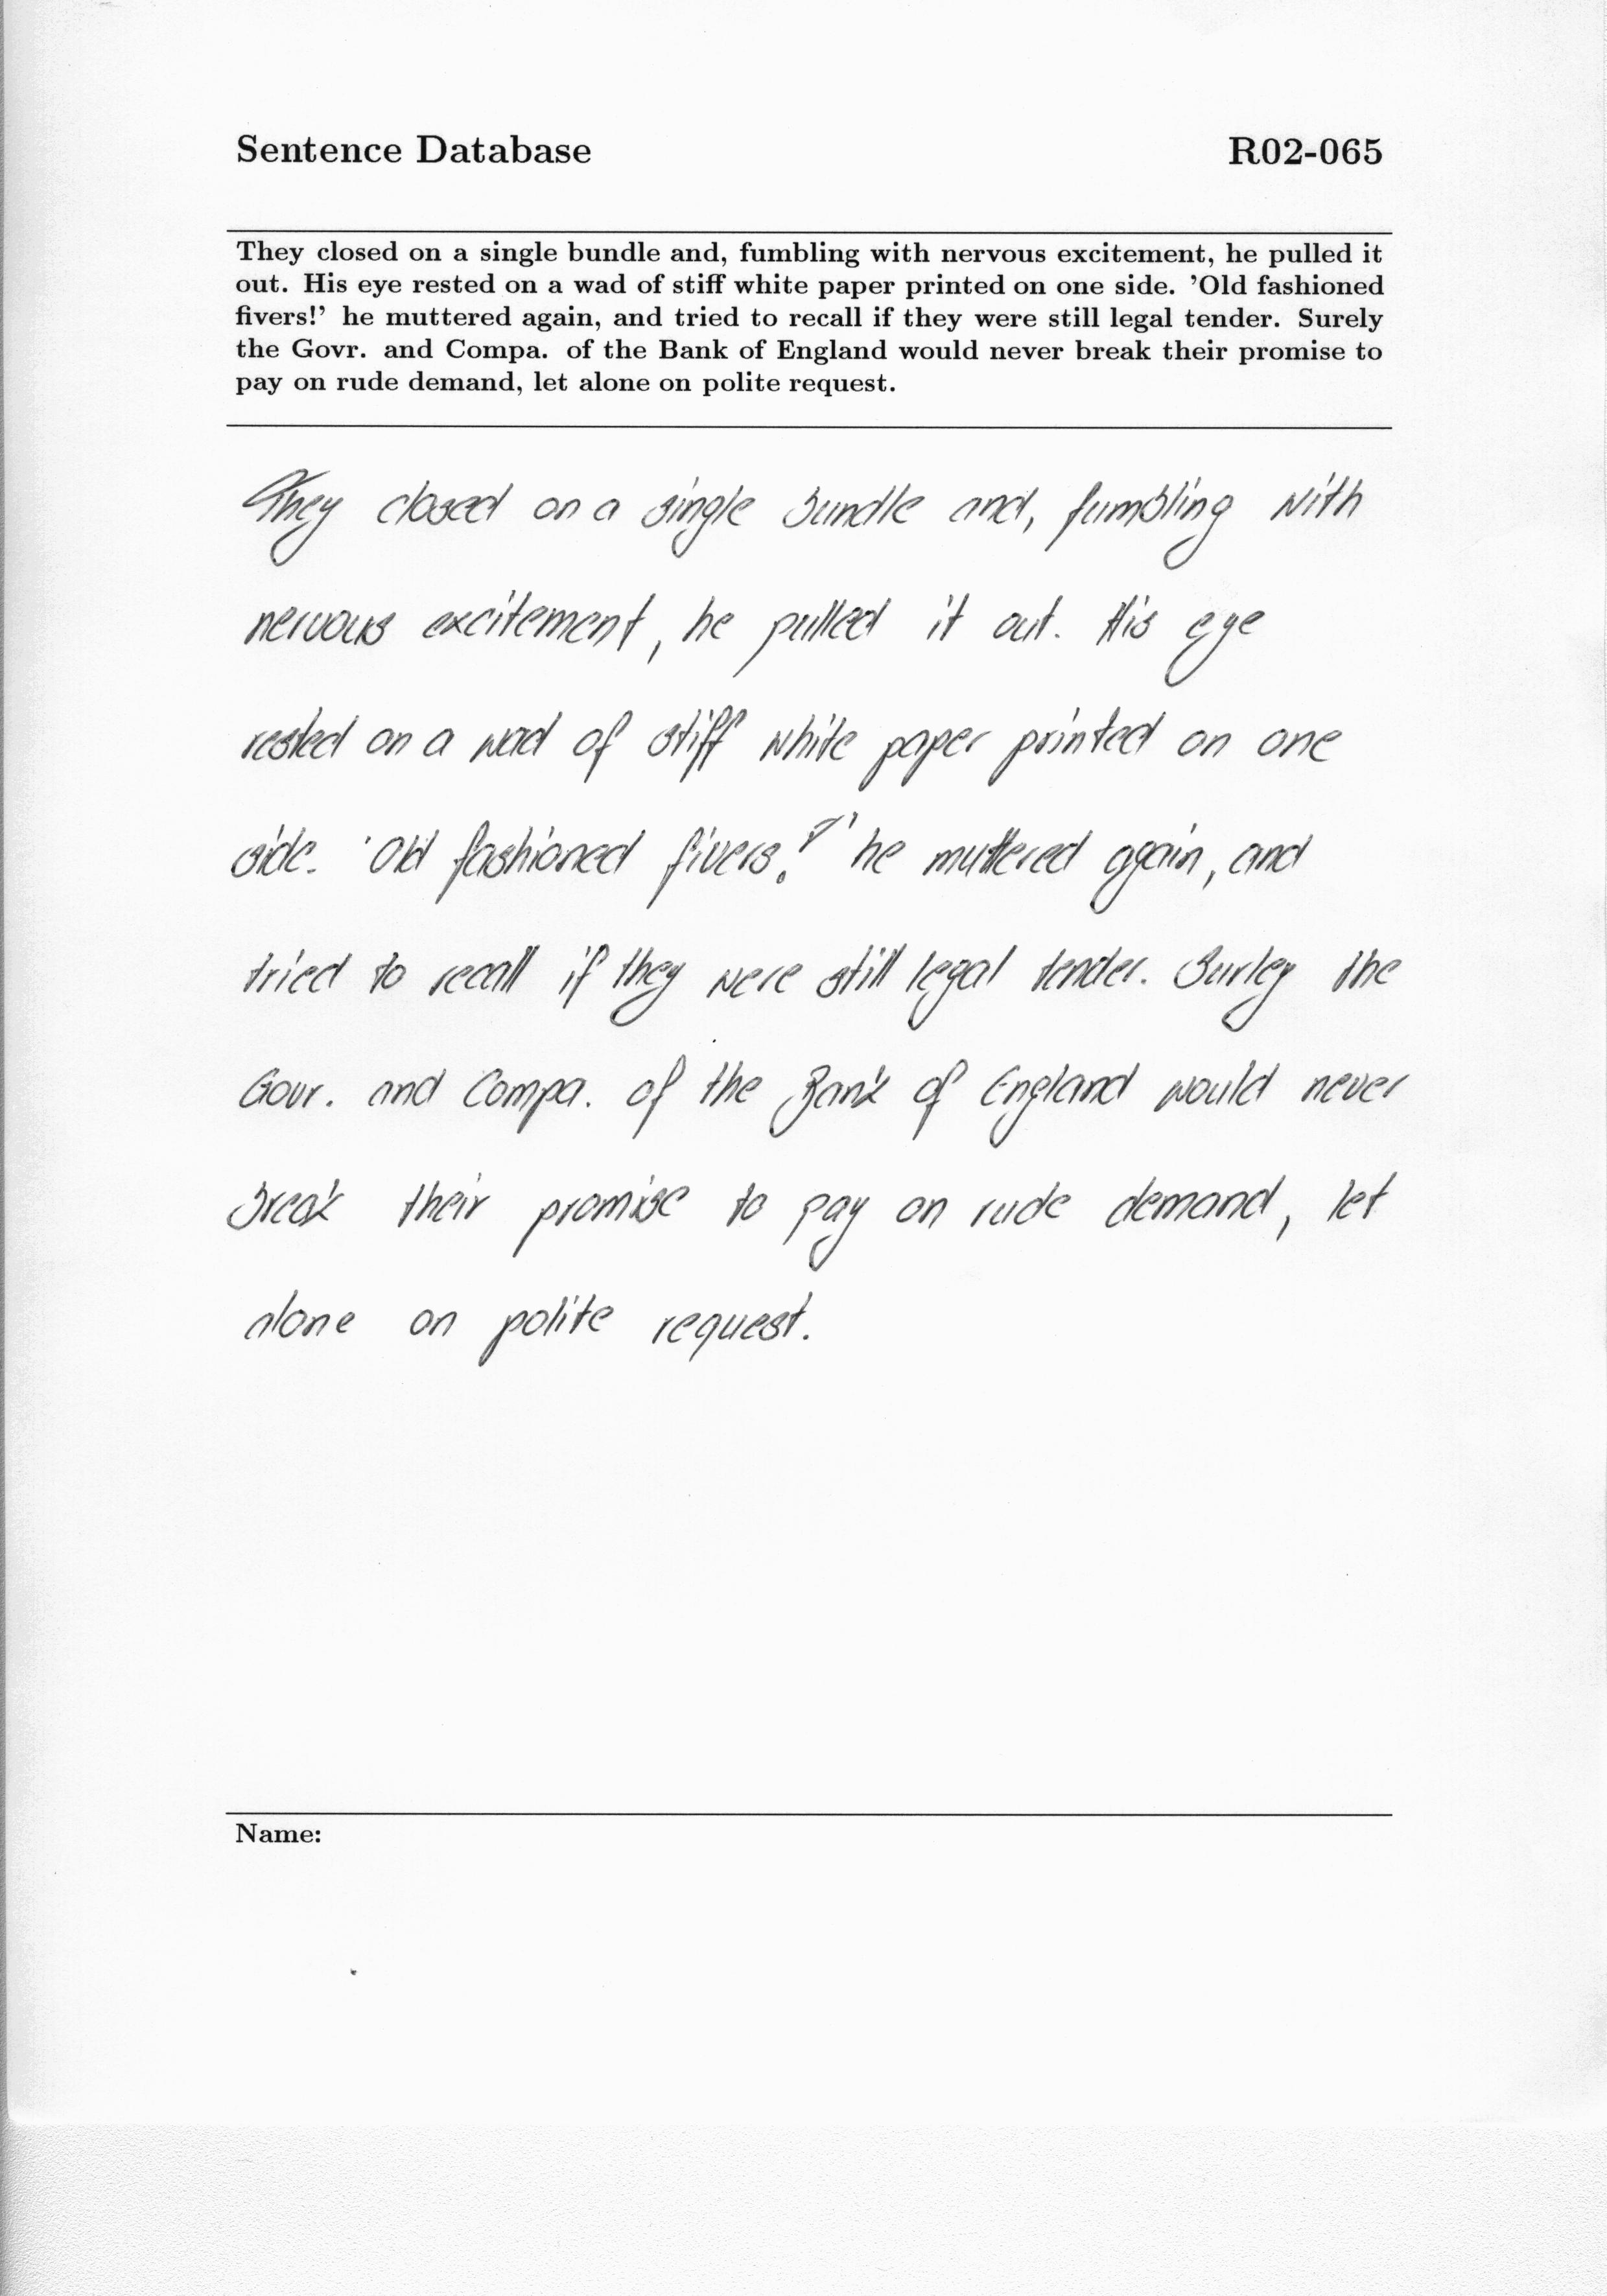 Sentence Database R02-065
They closed on a single bundle and, fumbling with nervous excitement, he pulled it
out. His eye rested on a wad of stiff white paper printed on one side. 'Old fashioned
fivers!' he muttered again, and tried to recall if they were still legal tender. Surely
the Govr. and Compa. of the Bank of England would never break their promise to
pay on rude demand, let alone on polite request.
They closed on a single bundle and, fumbling with
nervous excitement, he pulled it out. His eye
rested on a wad of stiff white paper printed on one
side. 'Old fashioned fivers!' he muttered again, and
tried to recall if they were still legal tender. Surley the
Govr. and Compa. of the Bank of England would never
break their promise to pay on rude demand, let
alone on polite request.
Name: